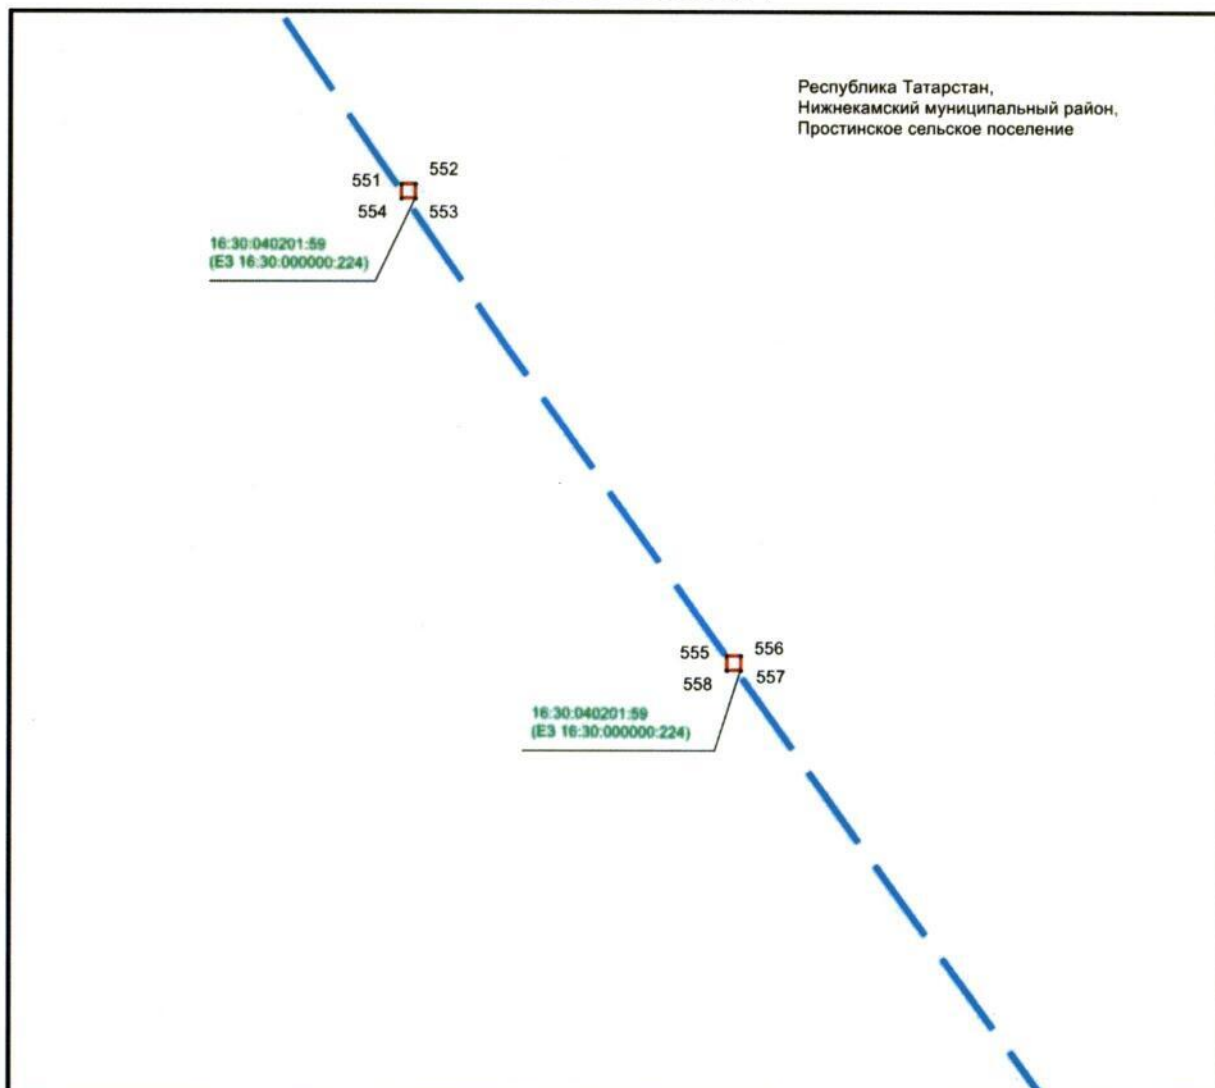 Республика Татарстан,
Нижнекамский муниципальный район,
Простинское сельское поселение
551
552
554
553
16:30:040201:59
(ЕЗ 16:30:000000:224)
555
556
558
557
16:30:040201:59
(ЕЗ 16:30:000000:224)